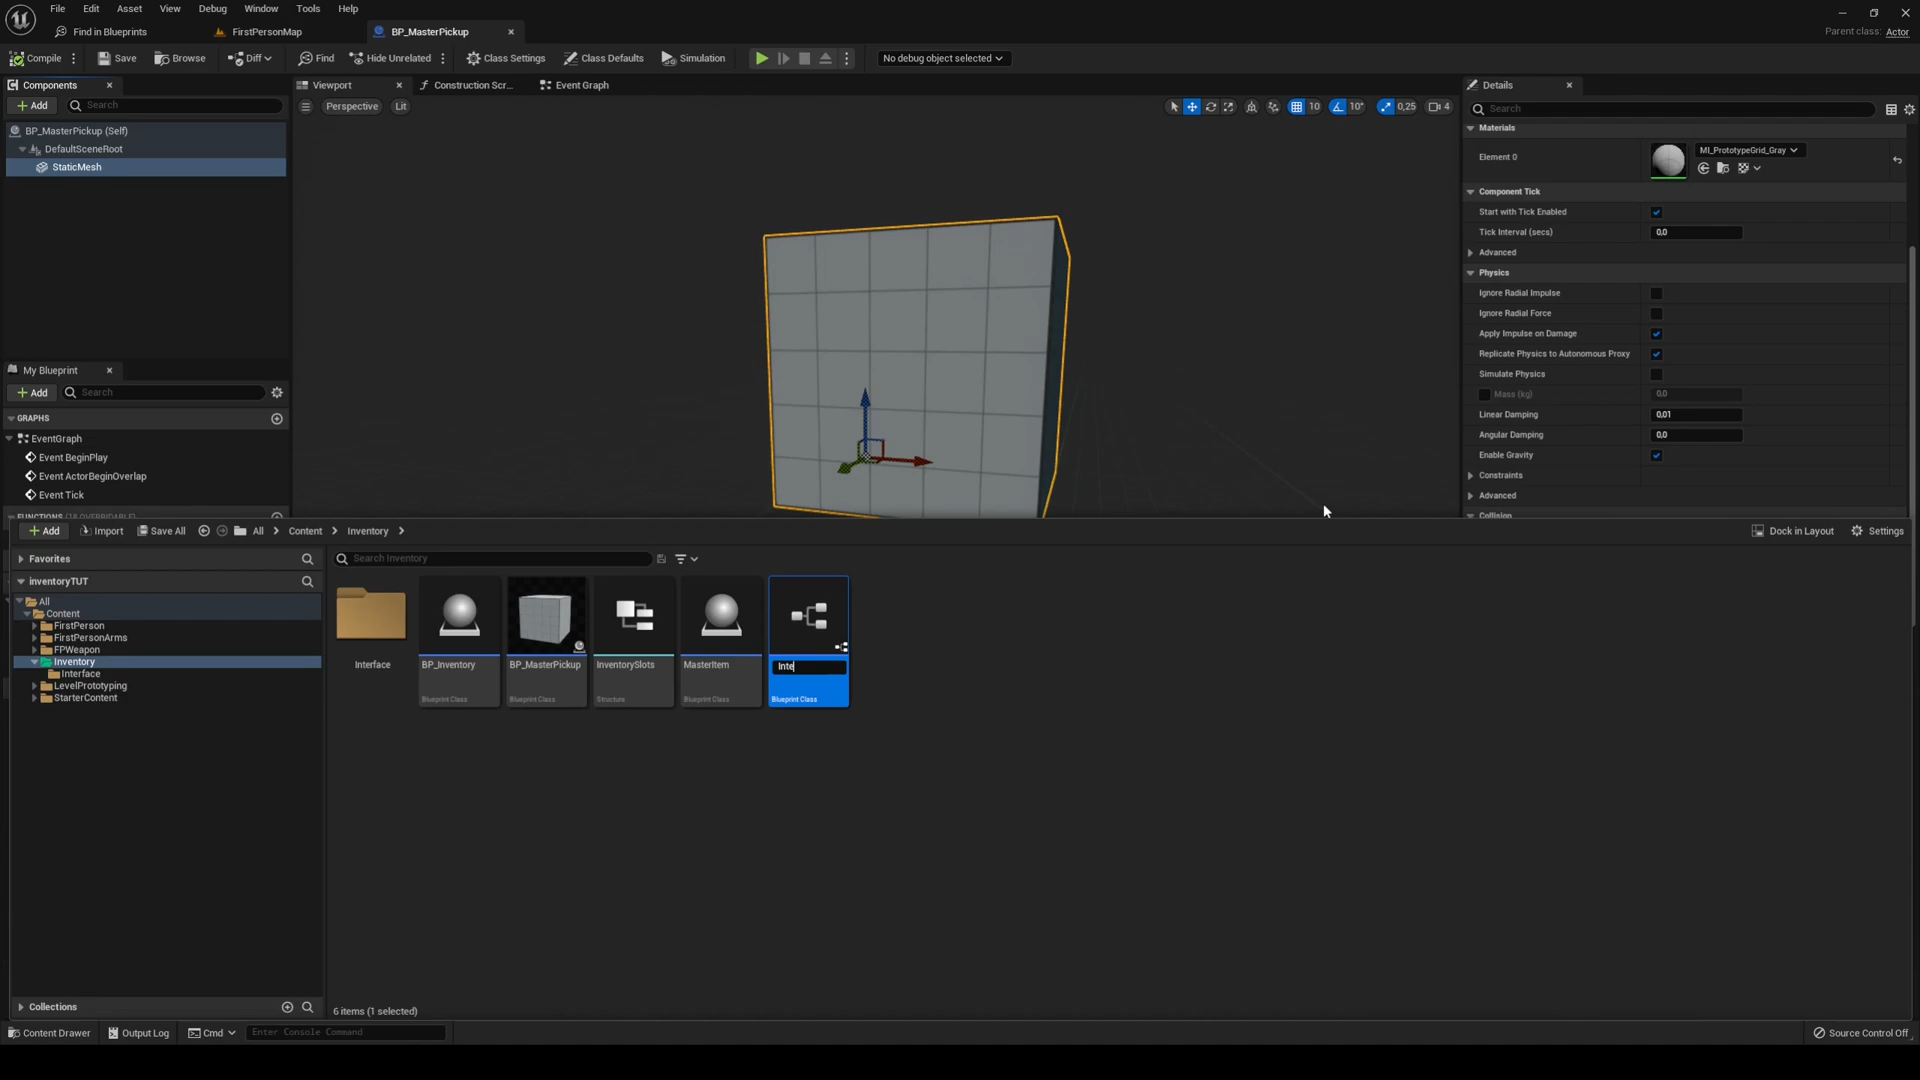 File Edit Asset View Debug Window Tools Help
Find in Blueprints FirstPersonMap BP_MasterPickup Parent class: Actor
Compile Save Browse Diff Find Hide Unrelated Class Settings Class Defaults Simulation No debug object selected
Components Viewport Construction Scr... Event Graph Details
Add Search Perspective Lit 10 10° 0,25 4 Search
BP_MasterPickup (Self)
DefaultSceneRoot
StaticMesh
Materials
Element 0 MI_PrototypeGrid_Gray
Component Tick
Start with Tick Enabled
Tick Interval (secs) 0,0
Advanced
Physics
Ignore Radial Impulse
Ignore Radial Force
Apply Impulse on Damage
Replicate Physics to Autonomous Proxy
Simulate Physics
Mass (kg) 0,0
Linear Damping 0,01
Angular Damping 0,0
Enable Gravity
Constraints
Advanced
Collision
My Blueprint
Add Search
GRAPHS
EventGraph
Event BeginPlay
Event ActorBeginOverlap
Event Tick
Add Import Save All All Content Inventory Dock in Layout Settings
Favorites Search Inventory
inventoryTUT
All
Content
FirstPerson
FirstPersonArms
FPWeapon
Inventory
Interface
LevelPrototyping
StarterContent
Interface BP_Inventory BP_MasterPickup InventorySlots MasterItem Inte
Blueprint Class Blueprint Class Structure Blueprint Class Blueprint Class
Collections 6 items (1 selected)
Content Drawer Output Log Cmd Enter Console Command Source Control Off